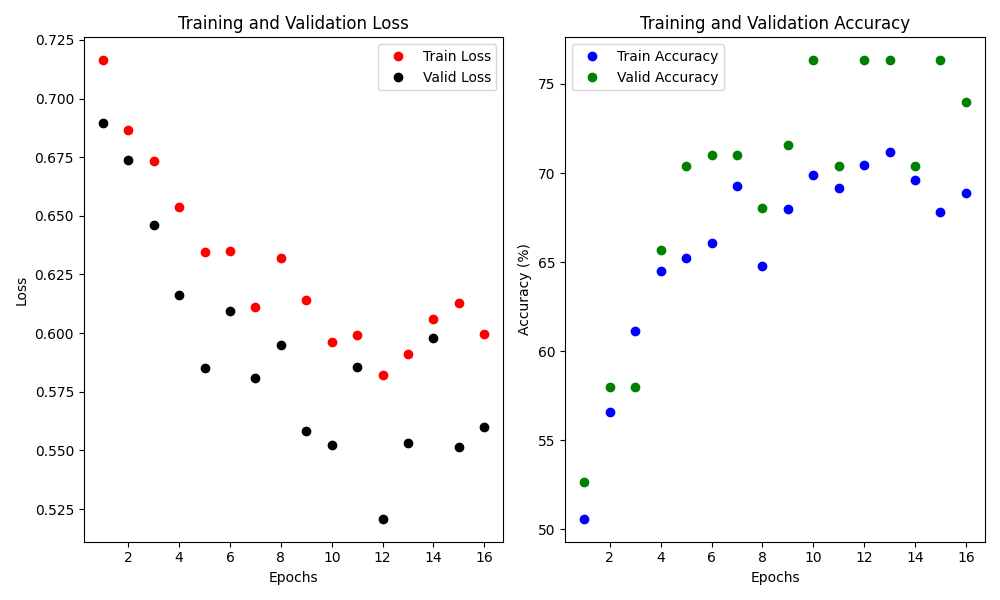 Training and Validation Loss
0.725
0.700
0.675
0.650
0.625
0.600
0.575
0.550
0.525
Loss
Train Loss
Valid Loss
2 4 6 8 10 12 14 16
Epochs
Training and Validation Accuracy
75
70
65
60
55
50
Accuracy (%)
Train Accuracy
Valid Accuracy
2 4 6 8 10 12 14 16
Epochs